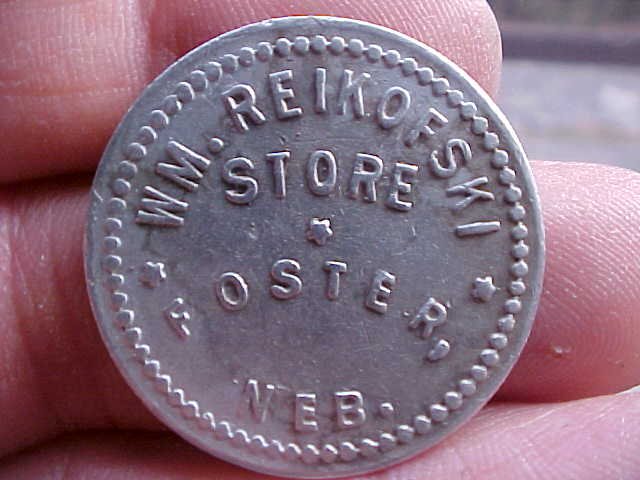 WM. REIKOFSKI
STORE
FOSTER,
NEB.